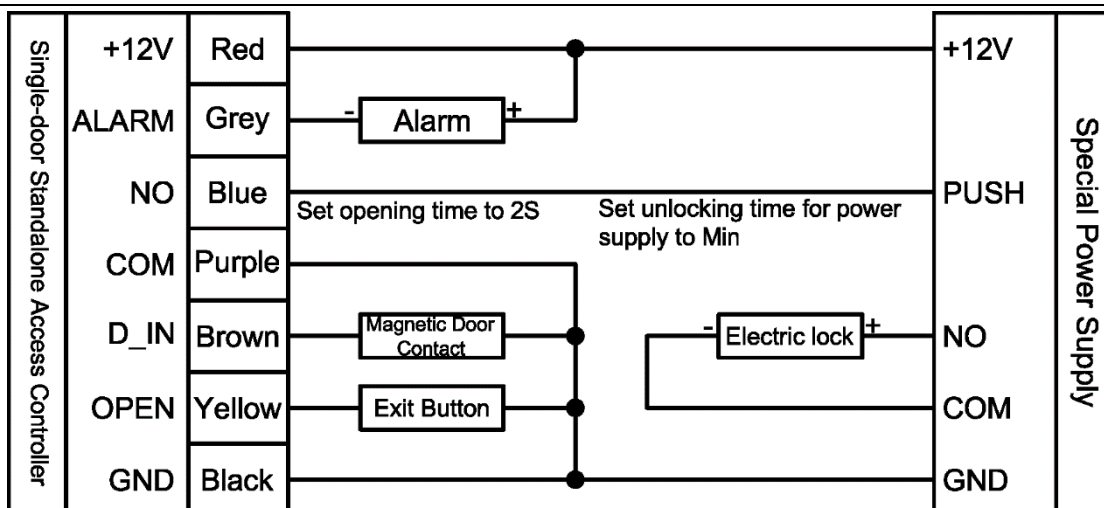 Single-door Standalone Access Controller
+12V Red +12V
ALARM Grey - Alarm +
NO Blue PUSH
Set opening time to 2S
Set unlocking time for power
supply to Min
COM Purple
D_IN Brown
Magnetic Door
Contact
- Electric lock + NO
OPEN Yellow Exit Button COM
GND Black GND
Special Power Supply